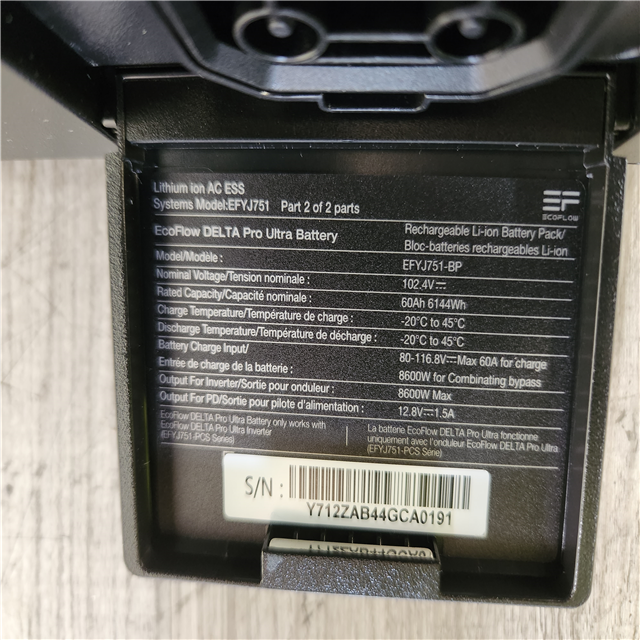 Lithium ion AC ESS
Systems Model:EFYJ751 Part 2 of 2 parts
EF
ECOFLOW
EcoFlow DELTA Pro Ultra Battery
Rechargeable Li-ion Battery Pack/
Bloc-batteries rechargeables Li-ion
Model/Modèle : EFYJ751-BP
Nominal Voltage/Tension nominale : 102.4V⎓
Rated Capacity/Capacité nominale : 60Ah 6144Wh
Charge Temperature/Température de charge : -20°C to 45°C
Discharge Temperature/Température de décharge : -20°C to 45°C
Battery Charge Input/ 80-116.8V⎓Max 60A for charge
Entrée de charge de la batterie : 8600W for Combinating bypass
Output For Inverter/Sortie pour onduleur : 8600W Max
Output For PD/Sortie pour pilote d'alimentation : 12.8V⎓1.5A
EcoFlow DELTA Pro Ultra Battery only works with
EcoFlow DELTA Pro Ultra Inverter
(EFYJ751-PCS Series)
La batterie EcoFlow DELTA Pro Ultra fonctionne
uniquement avec l'onduleur EcoFlow DELTA Pro Ultra
(EFYJ751-PCS Série)
S/N :
Y712ZAB44GCA0191